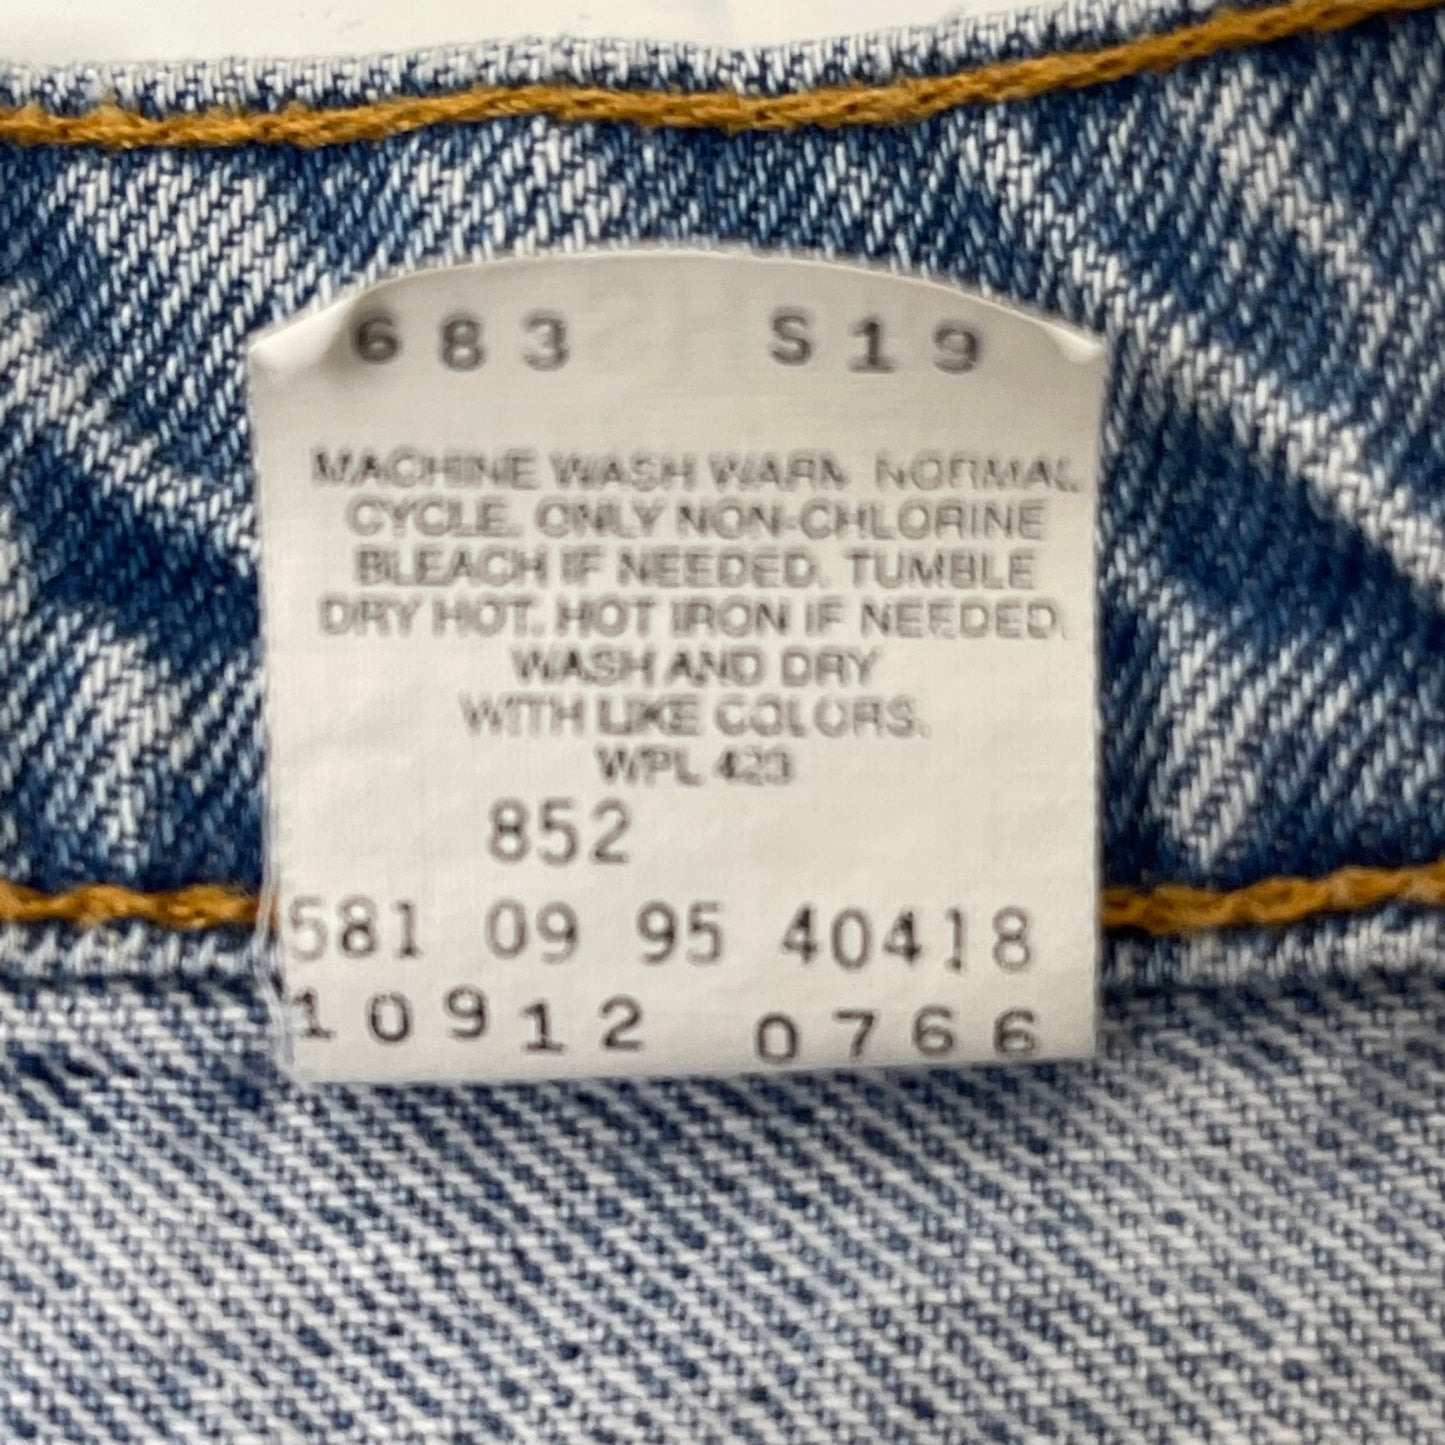 683 S19
MACHINE WASH WARM NORMAL
CYCLE. ONLY NON-CHLORINE
BLEACH IF NEEDED. TUMBLE
DRY HOT. HOT IRON IF NEEDED.
WASH AND DRY
WITH LIKE COLORS.
WPL 423
852
581 09 95 40418
10912 0766